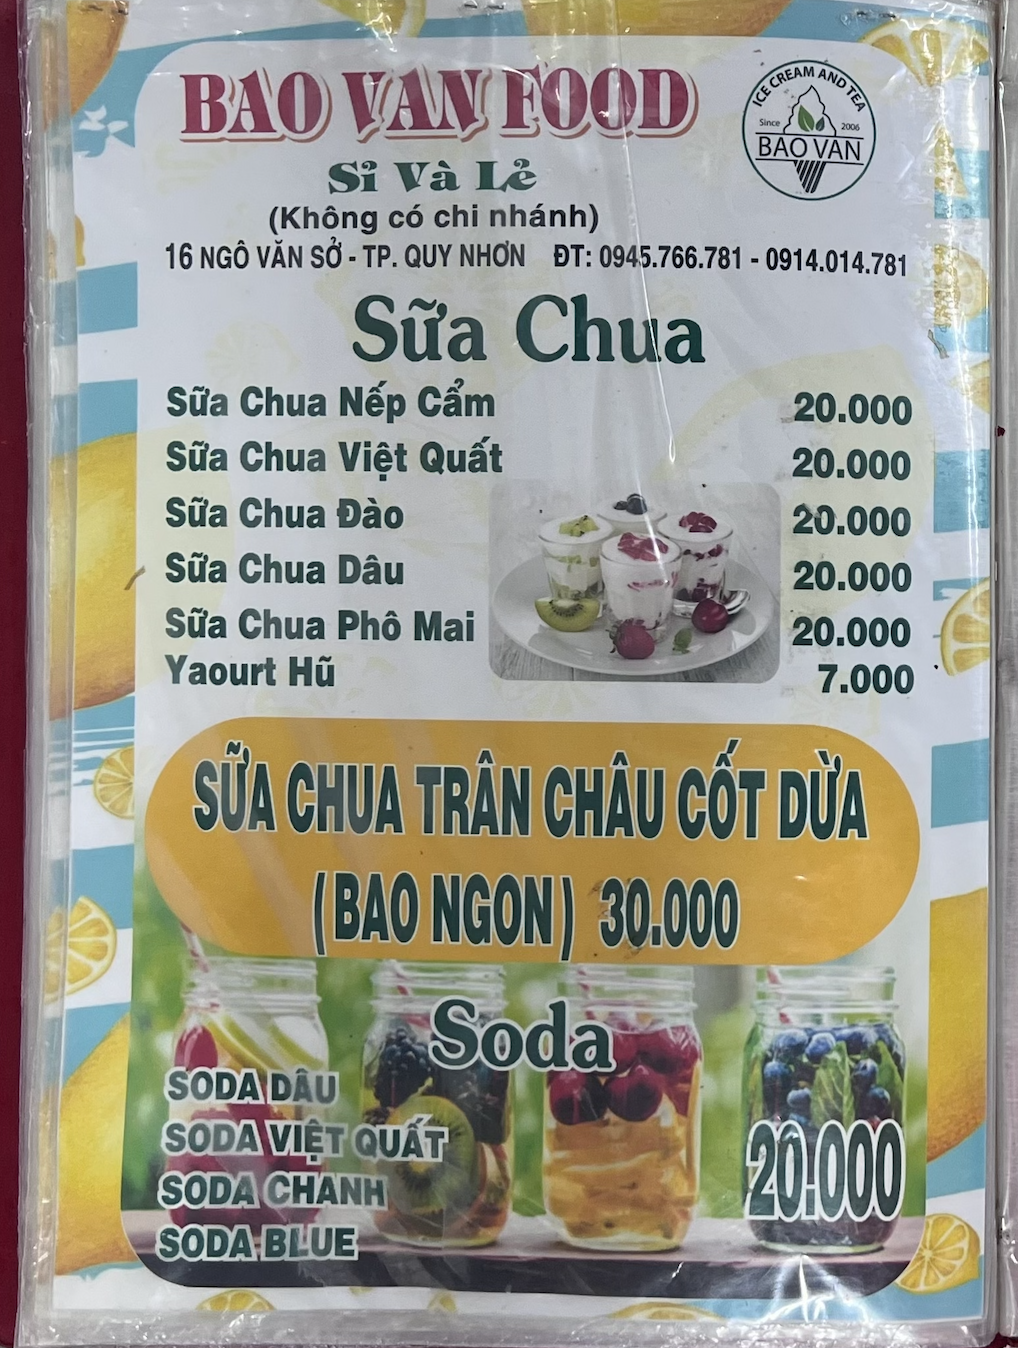 BAO VAN FOOD
ICE CREAM AND TEA
Since 2006
BAO VAN
Sỉ Và Lẻ
(Không có chi nhánh)
16 NGÔ VĂN SỞ - TP. QUY NHƠN ĐT: 0945.766.781 - 0914.014.781
Sữa Chua
Sữa Chua Nếp Cẩm 20.000
Sữa Chua Việt Quất 20.000
Sữa Chua Đào 20.000
Sữa Chua Dâu 20.000
Sữa Chua Phô Mai 20.000
Yaourt Hũ 7.000
SỮA CHUA TRÂN CHÂU CỐT DỪA
(BAO NGON) 30.000
Soda
SODA DÂU
SODA VIỆT QUẤT
SODA CHANH
SODA BLUE
20.000